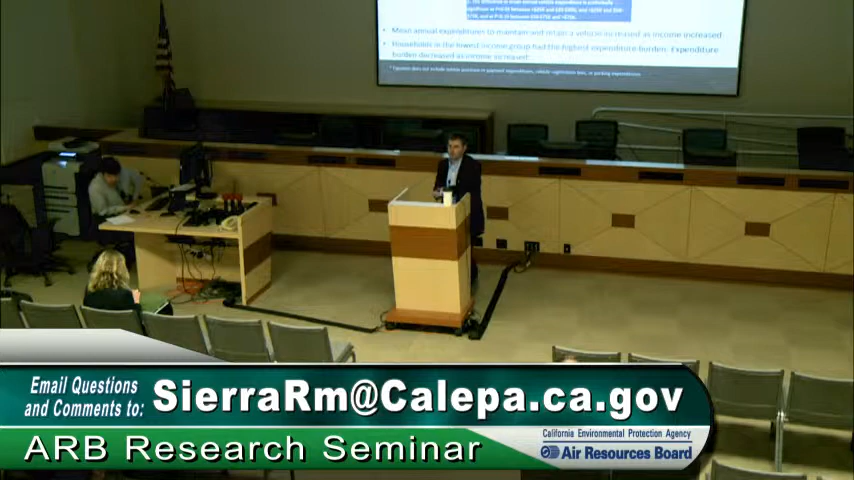 • Mean annual expenditures to maintain and retain a vehicle increased as income increased
• Households in the lowest income group had the highest expenditure burden. Expenditure
burden decreased as income increased.
Email Questions
and Comments to:
SierraRm@Calepa.ca.gov
ARB Research Seminar
California Environmental Protection Agency
Air Resources Board